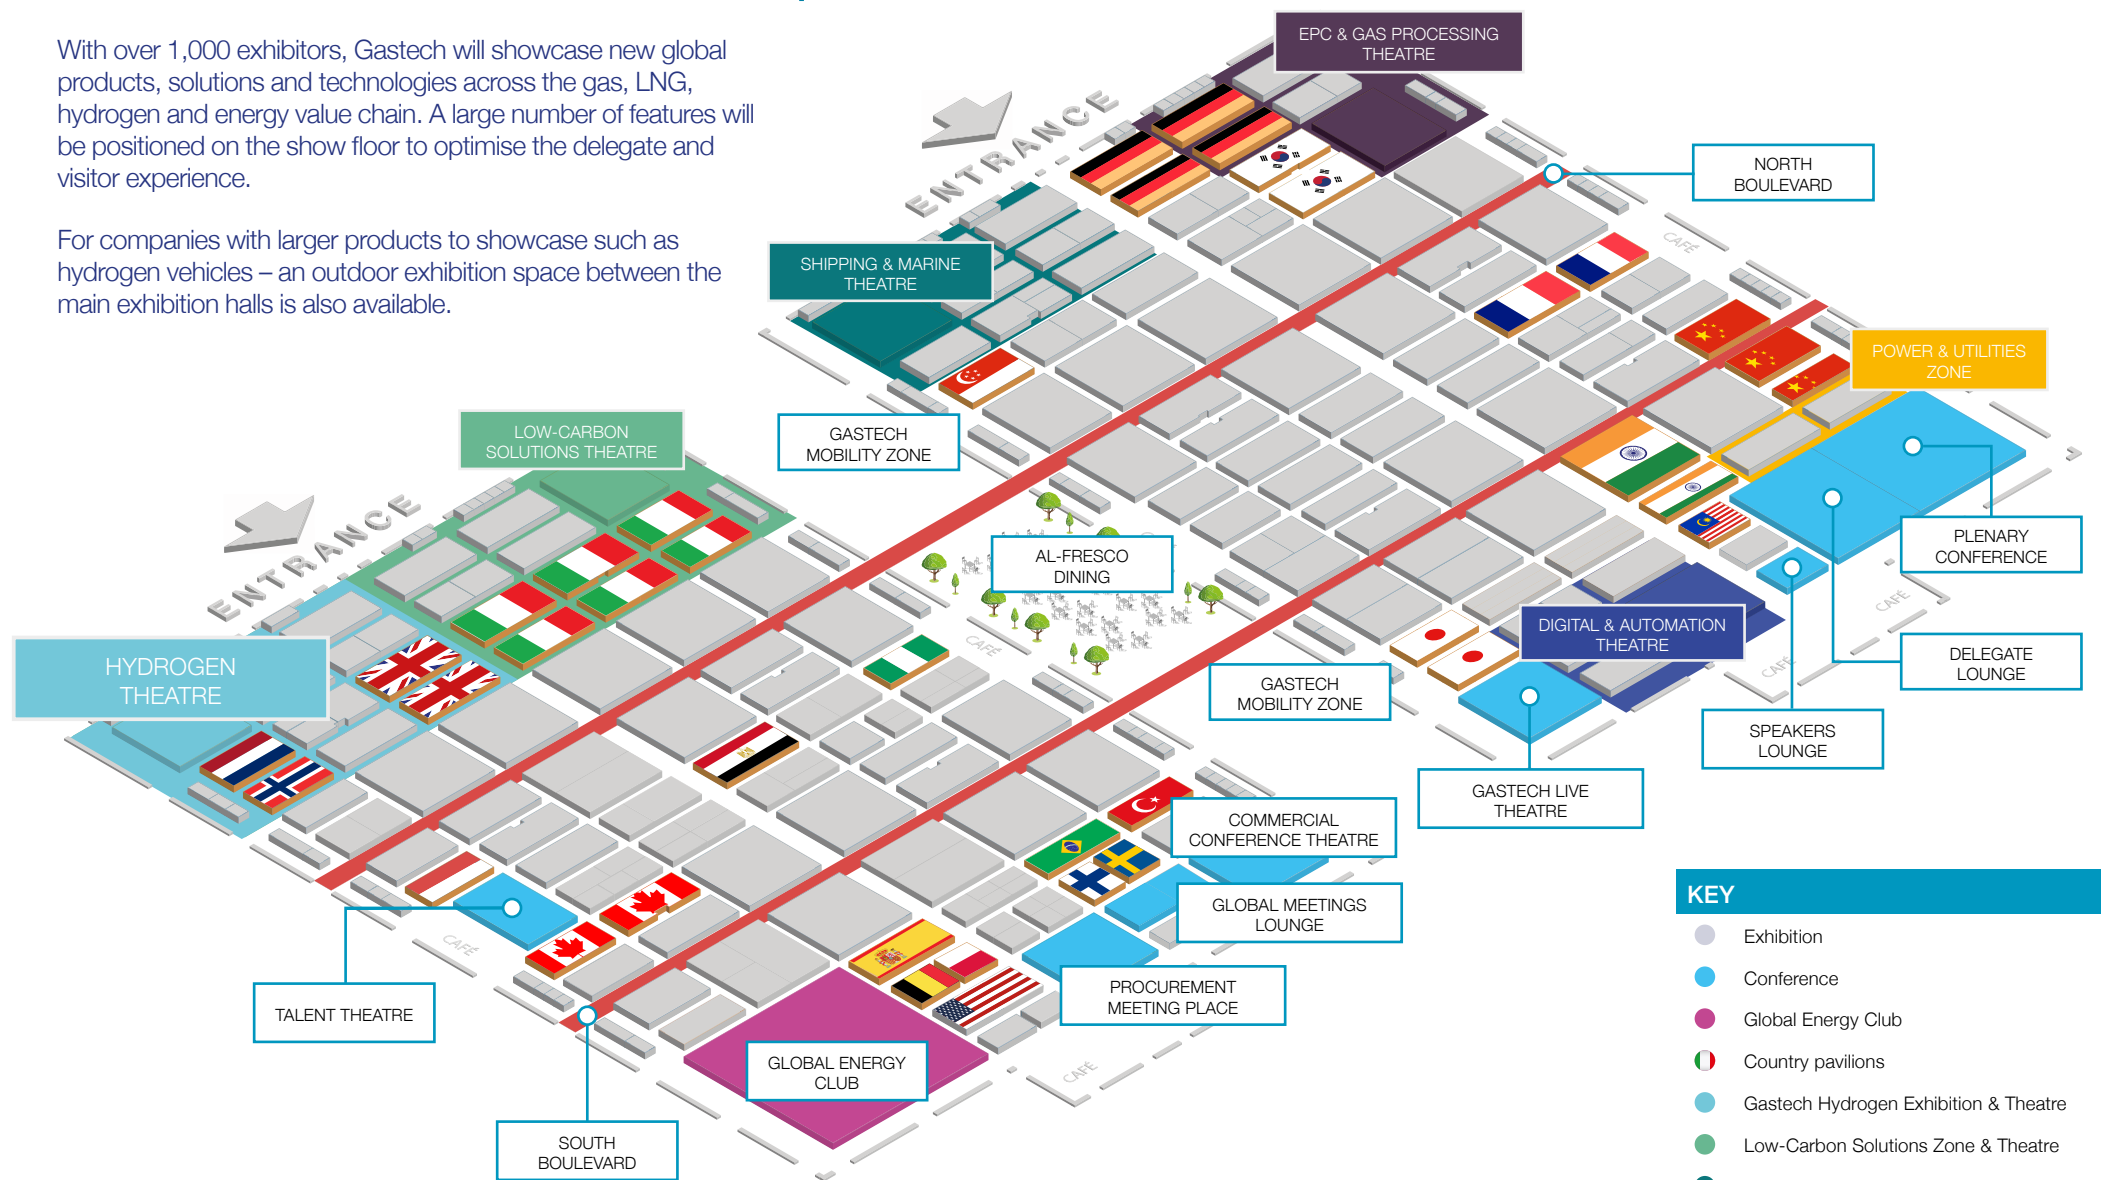 With over 1,000 exhibitors, Gastech will showcase new global
products, solutions and technologies across the gas, LNG,
hydrogen and energy value chain. A large number of features will
be positioned on the show floor to optimise the delegate and
visitor experience.
For companies with larger products to showcase such as
hydrogen vehicles – an outdoor exhibition space between the
main exhibition halls is also available.
EPC & GAS PROCESSING
THEATRE
ENTRANCE
NORTH
BOULEVARD
CAFÉ
SHIPPING & MARINE
THEATRE
POWER & UTILITIES
ZONE
GASTECH
MOBILITY ZONE
LOW-CARBON
SOLUTIONS THEATRE
ENTRANCE
PLENARY
CONFERENCE
AL-FRESCO
DINING
CAFÉ
DIGITAL & AUTOMATION
THEATRE
CAFÉ
DELEGATE
LOUNGE
HYDROGEN
THEATRE
CAFÉ
GASTECH
MOBILITY ZONE
SPEAKERS
LOUNGE
GASTECH LIVE
THEATRE
COMMERCIAL
CONFERENCE THEATRE
GLOBAL MEETINGS
LOUNGE
CAFÉ
PROCUREMENT
MEETING PLACE
TALENT THEATRE
GLOBAL ENERGY
CLUB
CAFÉ
SOUTH
BOULEVARD
KEY
Exhibition
Conference
Global Energy Club
Country pavilions
Gastech Hydrogen Exhibition & Theatre
Low-Carbon Solutions Zone & Theatre